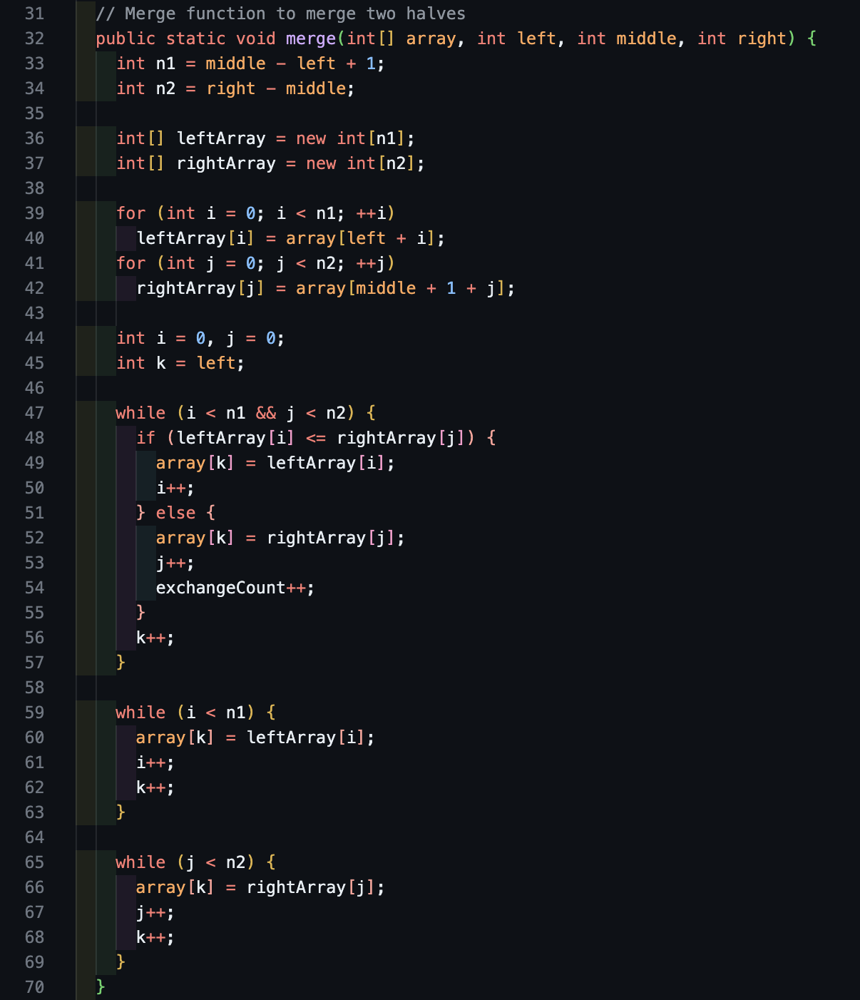 31 // Merge function to merge two halves
32 public static void merge(int[] array, int left, int middle, int right) {
33 int n1 = middle - left + 1;
34 int n2 = right - middle;
35
36 int[] leftArray = new int[n1];
37 int[] rightArray = new int[n2];
38
39 for (int i = 0; i < n1; ++i)
40 leftArray[i] = array[left + i];
41 for (int j = 0; j < n2; ++j)
42 rightArray[j] = array[middle + 1 + j];
43
44 int i = 0, j = 0;
45 int k = left;
46
47 while (i < n1 && j < n2) {
48 if (leftArray[i] <= rightArray[j]) {
49 array[k] = leftArray[i];
50 i++;
51 } else {
52 array[k] = rightArray[j];
53 j++;
54 exchangeCount++;
55 }
56 k++;
57 }
58
59 while (i < n1) {
60 array[k] = leftArray[i];
61 i++;
62 k++;
63 }
64
65 while (j < n2) {
66 array[k] = rightArray[j];
67 j++;
68 k++;
69 }
70 }